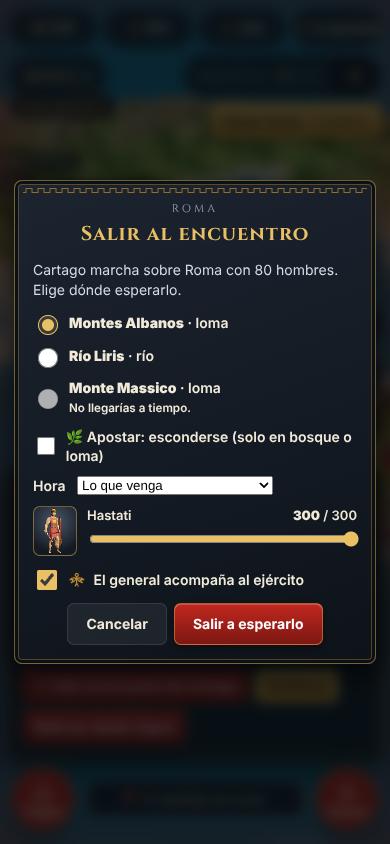 ROMA
Salir al encuentro
Cartago marcha sobre Roma con 80 hombres.
Elige dónde esperarlo.
Montes Albanos · loma
Río Liris · río
Monte Massico · loma
No llegarías a tiempo.
🌿 Apostar: esconderse (solo en bosque o
loma)
Hora Lo que venga
Hastati 300 / 300
El general acompaña al ejército
Cancelar Salir a esperarlo